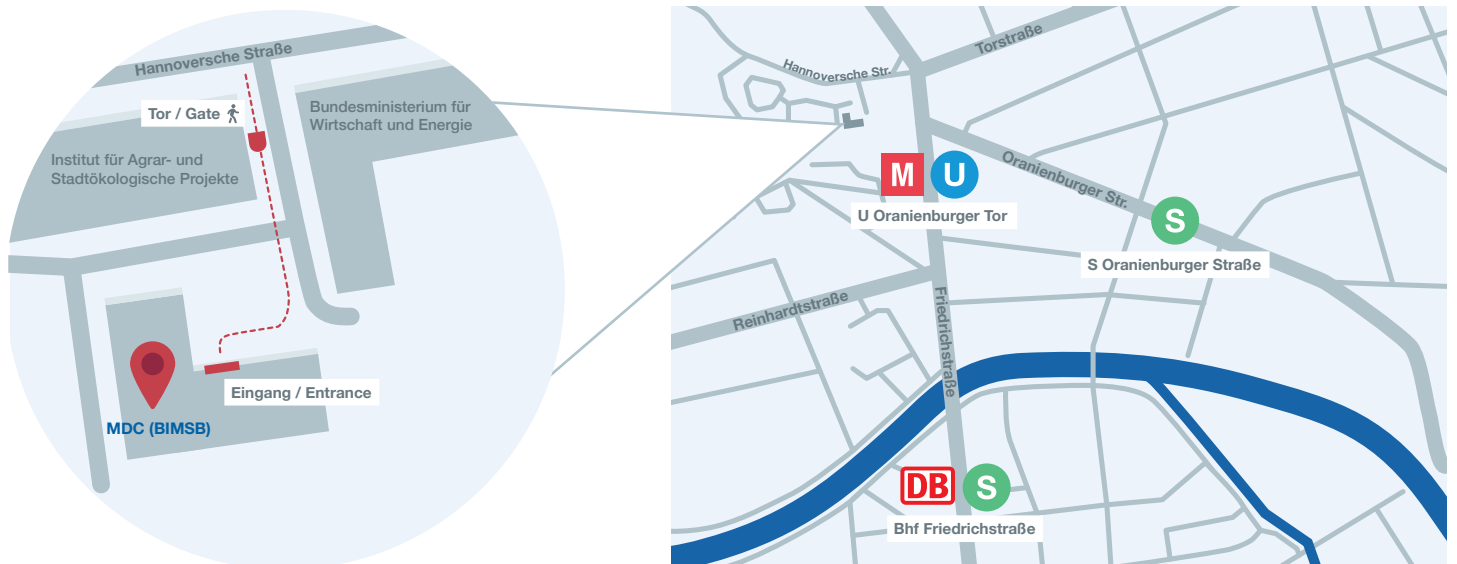 Hannoversche Straße
Tor / Gate
Bundesministerium für
Wirtschaft und Energie
Institut für Agrar- und
Stadtökologische Projekte
Eingang / Entrance
MDC (BIMSB)
Torstraße
Hannoversche Str.
M
U
U Oranienburger Tor
Oranienburger Str.
S
S Oranienburger Straße
Reinhardtstraße
Friedrichstraße
DB
S
Bhf Friedrichstraße